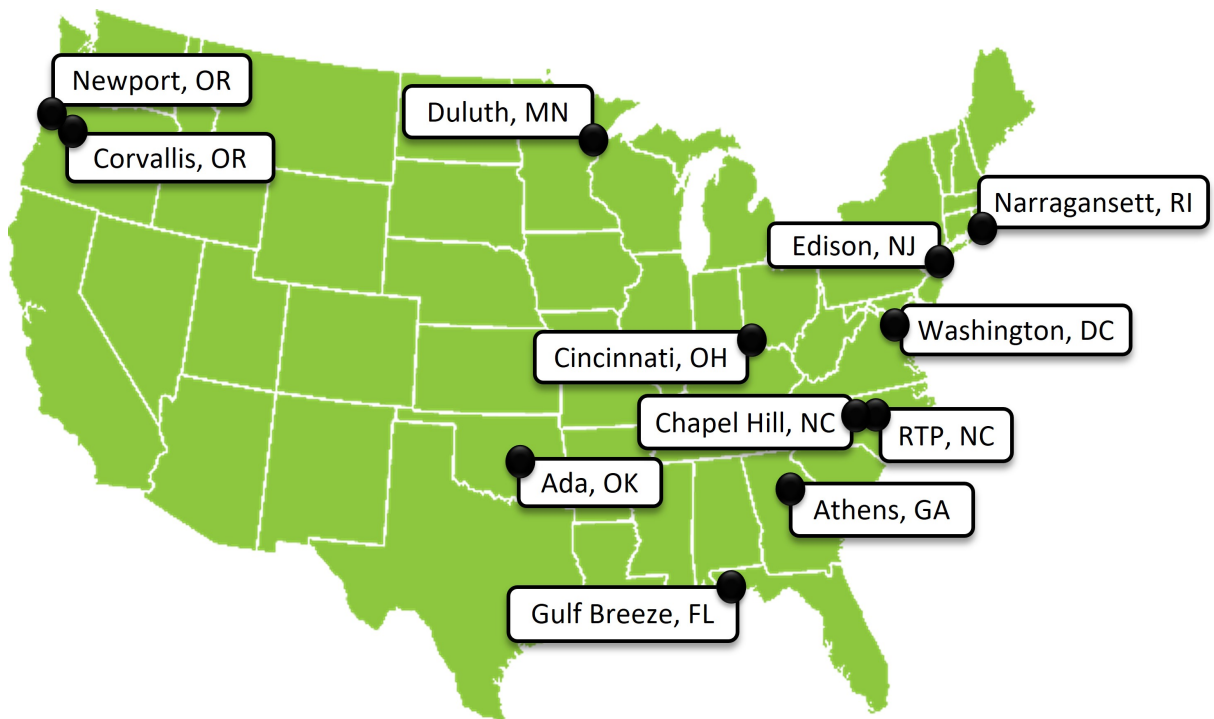 Newport, OR
Duluth, MN
Corvallis, OR
Narragansett, RI
Edison, NJ
Washington, DC
Cincinnati, OH
Chapel Hill, NC
RTP, NC
Ada, OK
Athens, GA
Gulf Breeze, FL